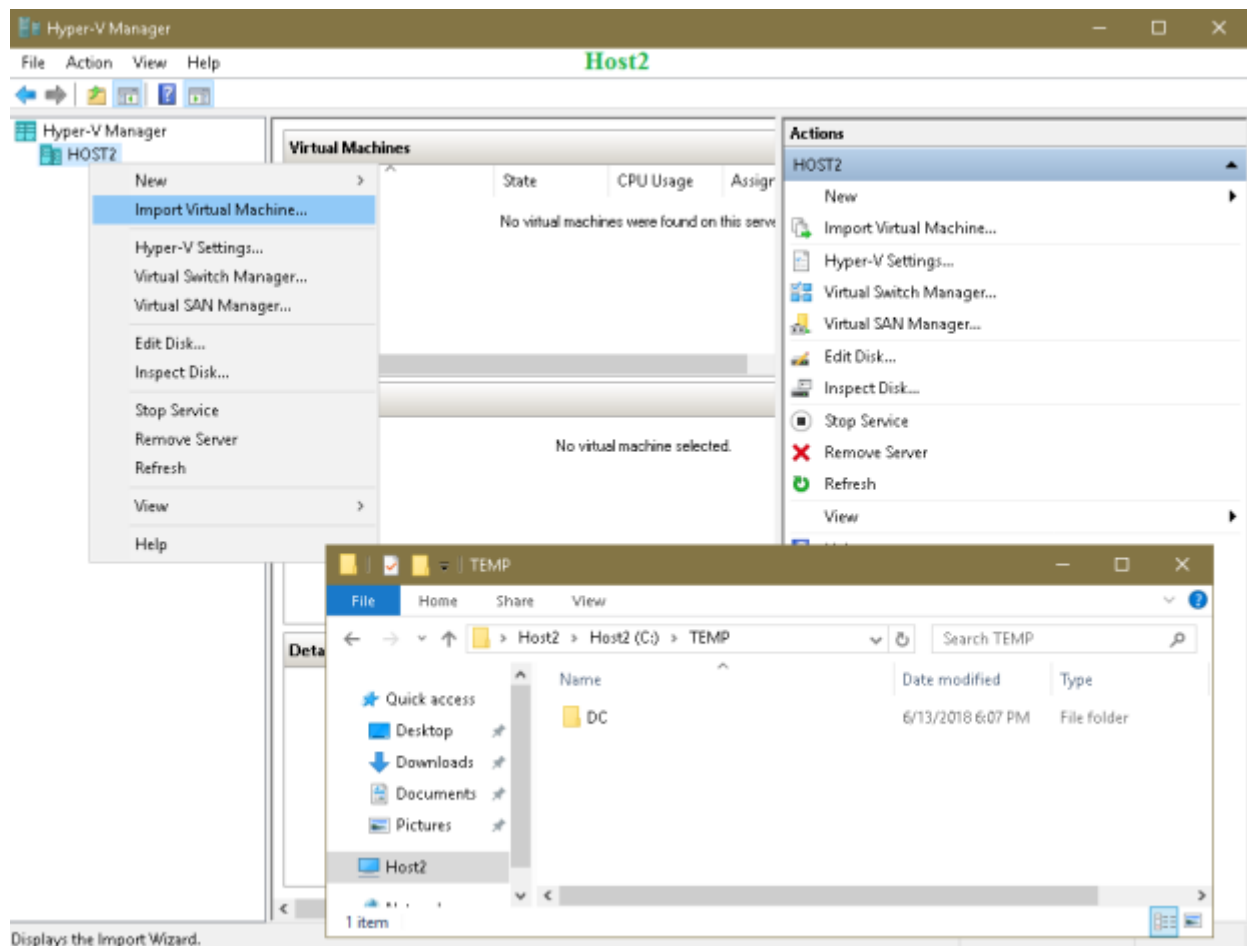 Hyper-V Manager
File Action View Help
Host2
Hyper-V Manager
HOST2
New
Import Virtual Machine...
Hyper-V Settings...
Virtual Switch Manager...
Virtual SAN Manager...
Edit Disk...
Inspect Disk...
Stop Service
Remove Server
Refresh
View
Help
Virtual Machines
State CPU Usage Assigr
No virtual machines were found on this serve
No virtual machine selected.
Deta
Actions
HOST2
New
Import Virtual Machine...
Hyper-V Settings...
Virtual Switch Manager...
Virtual SAN Manager...
Edit Disk...
Inspect Disk...
Stop Service
Remove Server
Refresh
View
TEMP
File Home Share View
Host2 > Host2 (C:) > TEMP
Search TEMP
Quick access
Desktop
Downloads
Documents
Pictures
Host2
Name Date modified Type
DC 6/13/2018 6:07 PM File folder
1 item
Displays the Import Wizard.